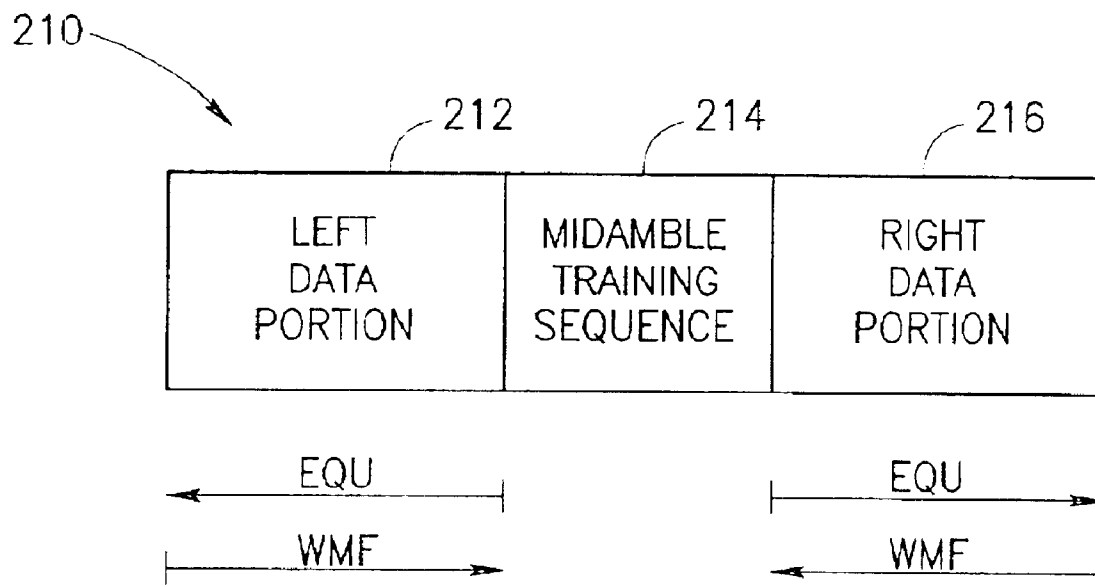 210
212
214
216
LEFT
DATA
PORTION
MIDAMBLE
TRAINING
SEQUENCE
RIGHT
DATA
PORTION
EQU
EQU
WMF
WMF